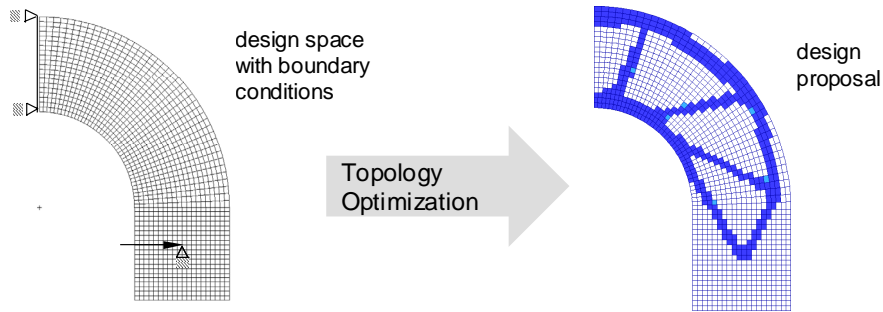 design space
with boundary
conditions
Topology
Optimization
design
proposal